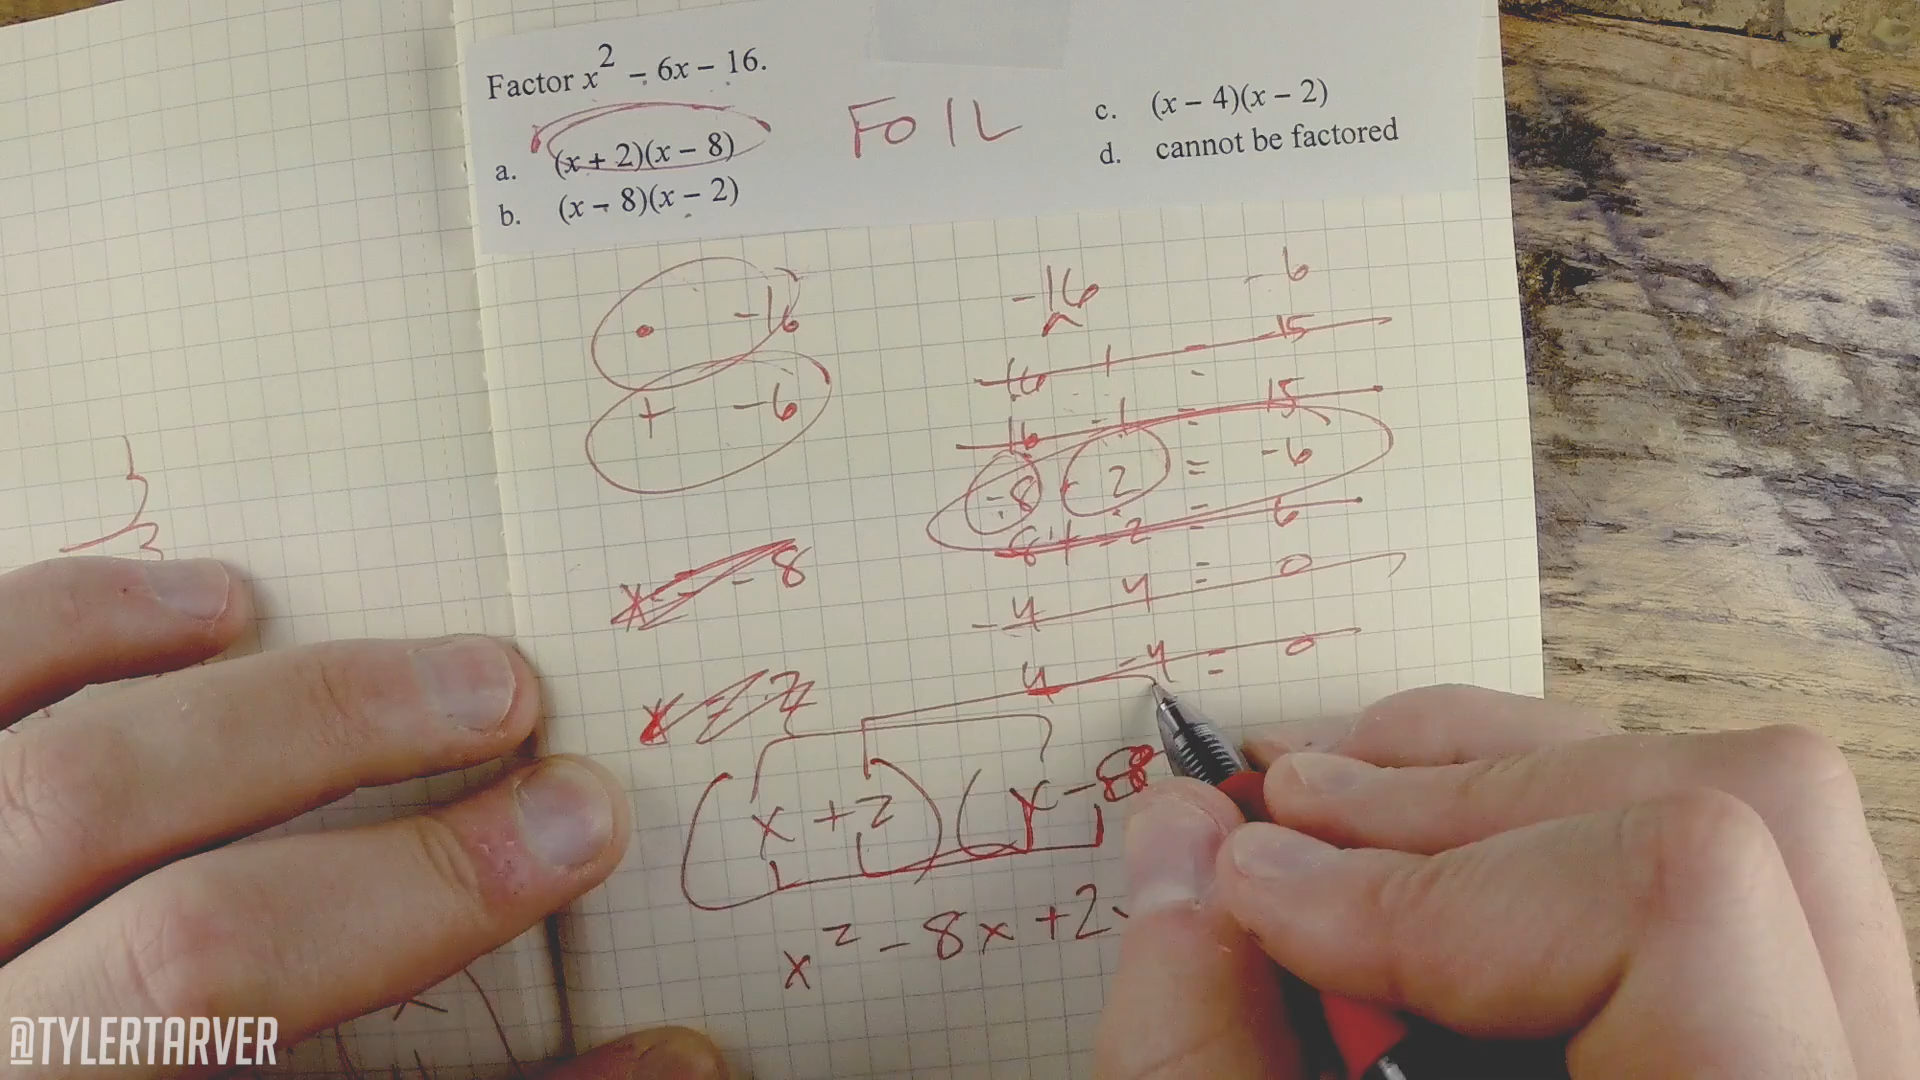 Factor x² – 6x – 16.
a. (x + 2)(x – 8)
b. (x – 8)(x – 2)
c. (x – 4)(x – 2)
d. cannot be factored
FOIL
• -16
+ -6
-16 -6
-16 1 = -15
16 -1 = 15
-8 2 = -6
8 + -2 = 6
-4 4 = 0
4 -4 = 0
x = -8
(x + 2)(x - 8
x² - 8x + 2
@TYLERTARVER